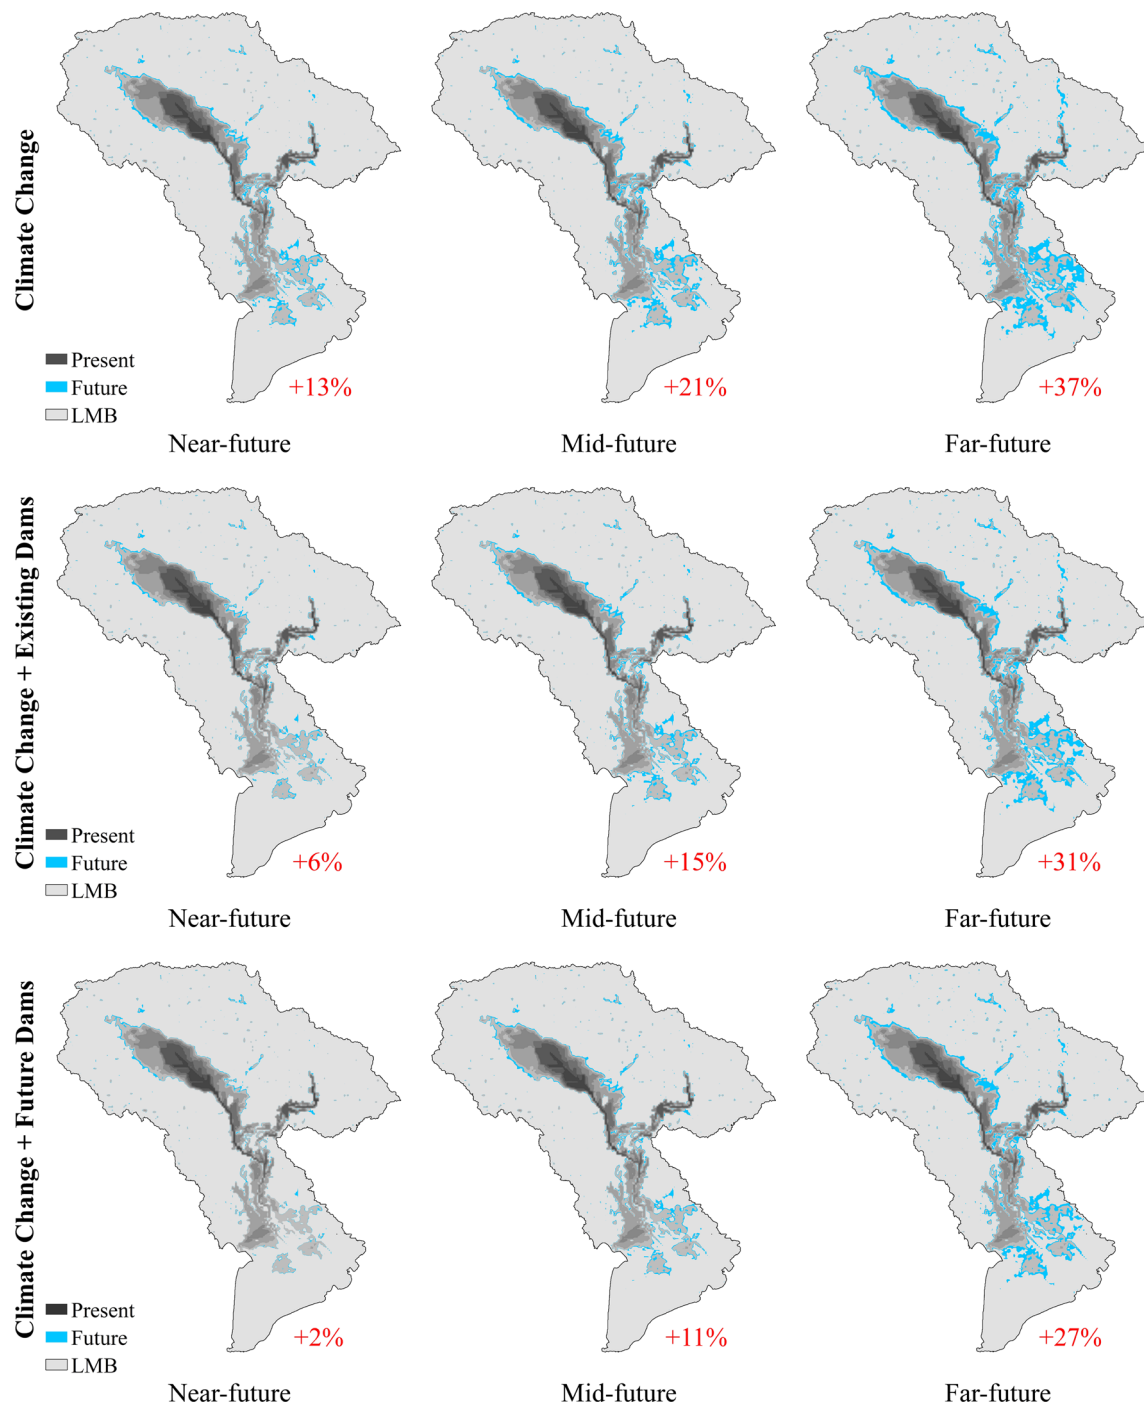 Climate Change
Present
Future
LMB
+13%
+21%
+37%
Near-future
Mid-future
Far-future
Climate Change + Existing Dams
Present
Future
LMB
+6%
+15%
+31%
Near-future
Mid-future
Far-future
Climate Change + Future Dams
Present
Future
LMB
+2%
+11%
+27%
Near-future
Mid-future
Far-future